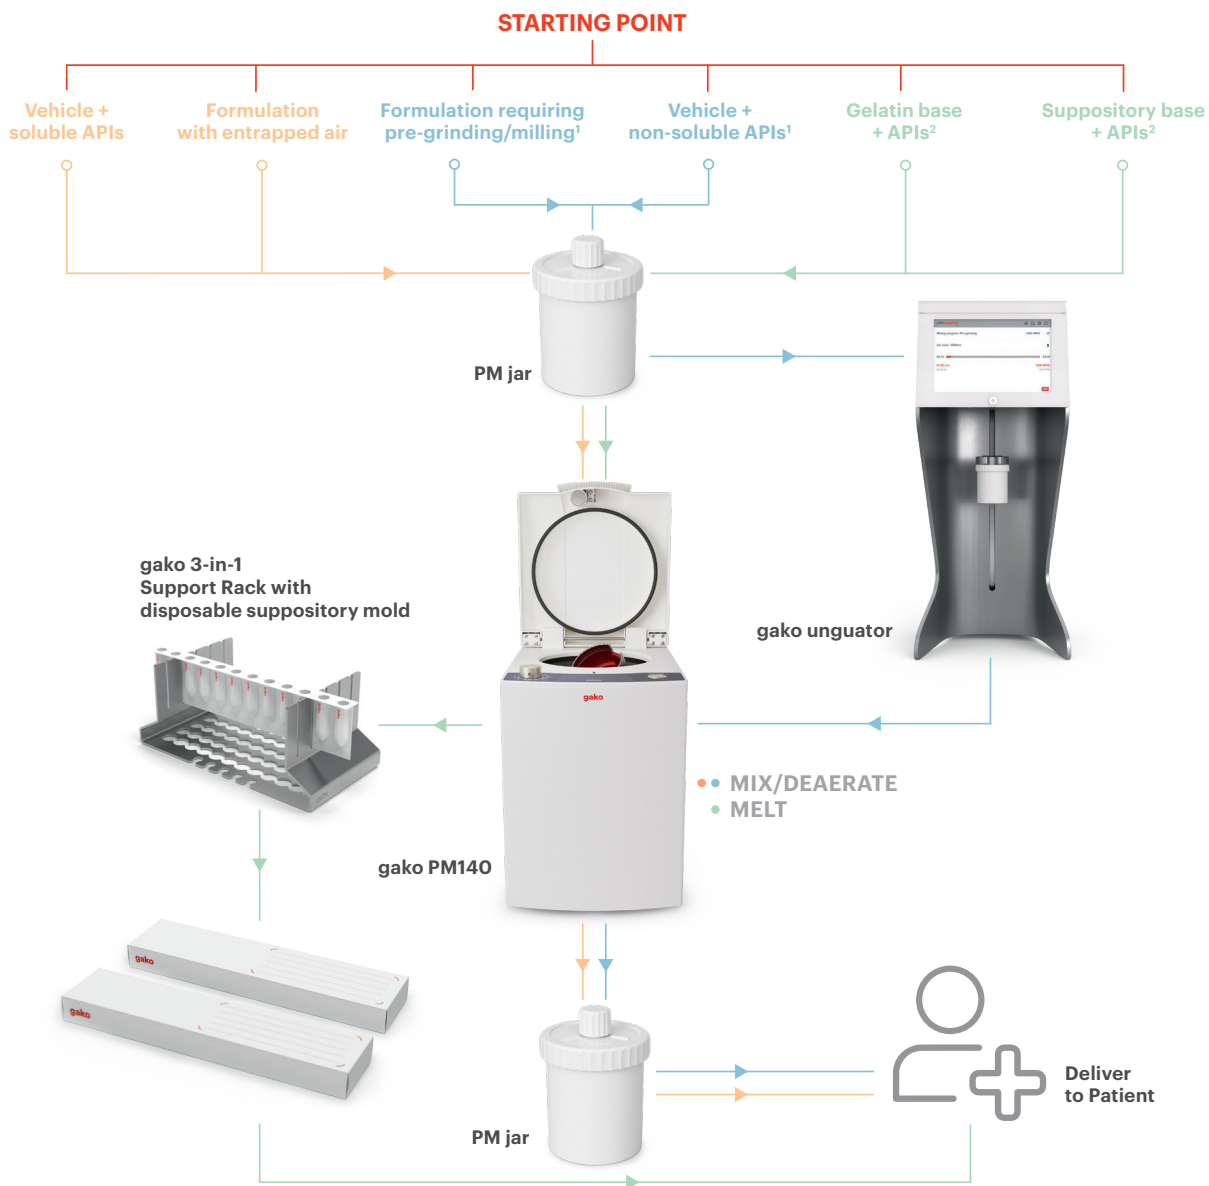 STARTING POINT
Vehicle +
soluble APIs
Formulation
with entrapped air
Formulation requiring
pre-grinding/milling¹
Vehicle +
non-soluble APIs¹
Gelatin base
+ APIs²
Suppository base
+ APIs²
PM jar
gako unguator
gako 3-in-1
Support Rack with
disposable suppository mold
gako
MIX/DEAERATE
MELT
gako PM140
gako
gako
PM jar
Deliver
to Patient